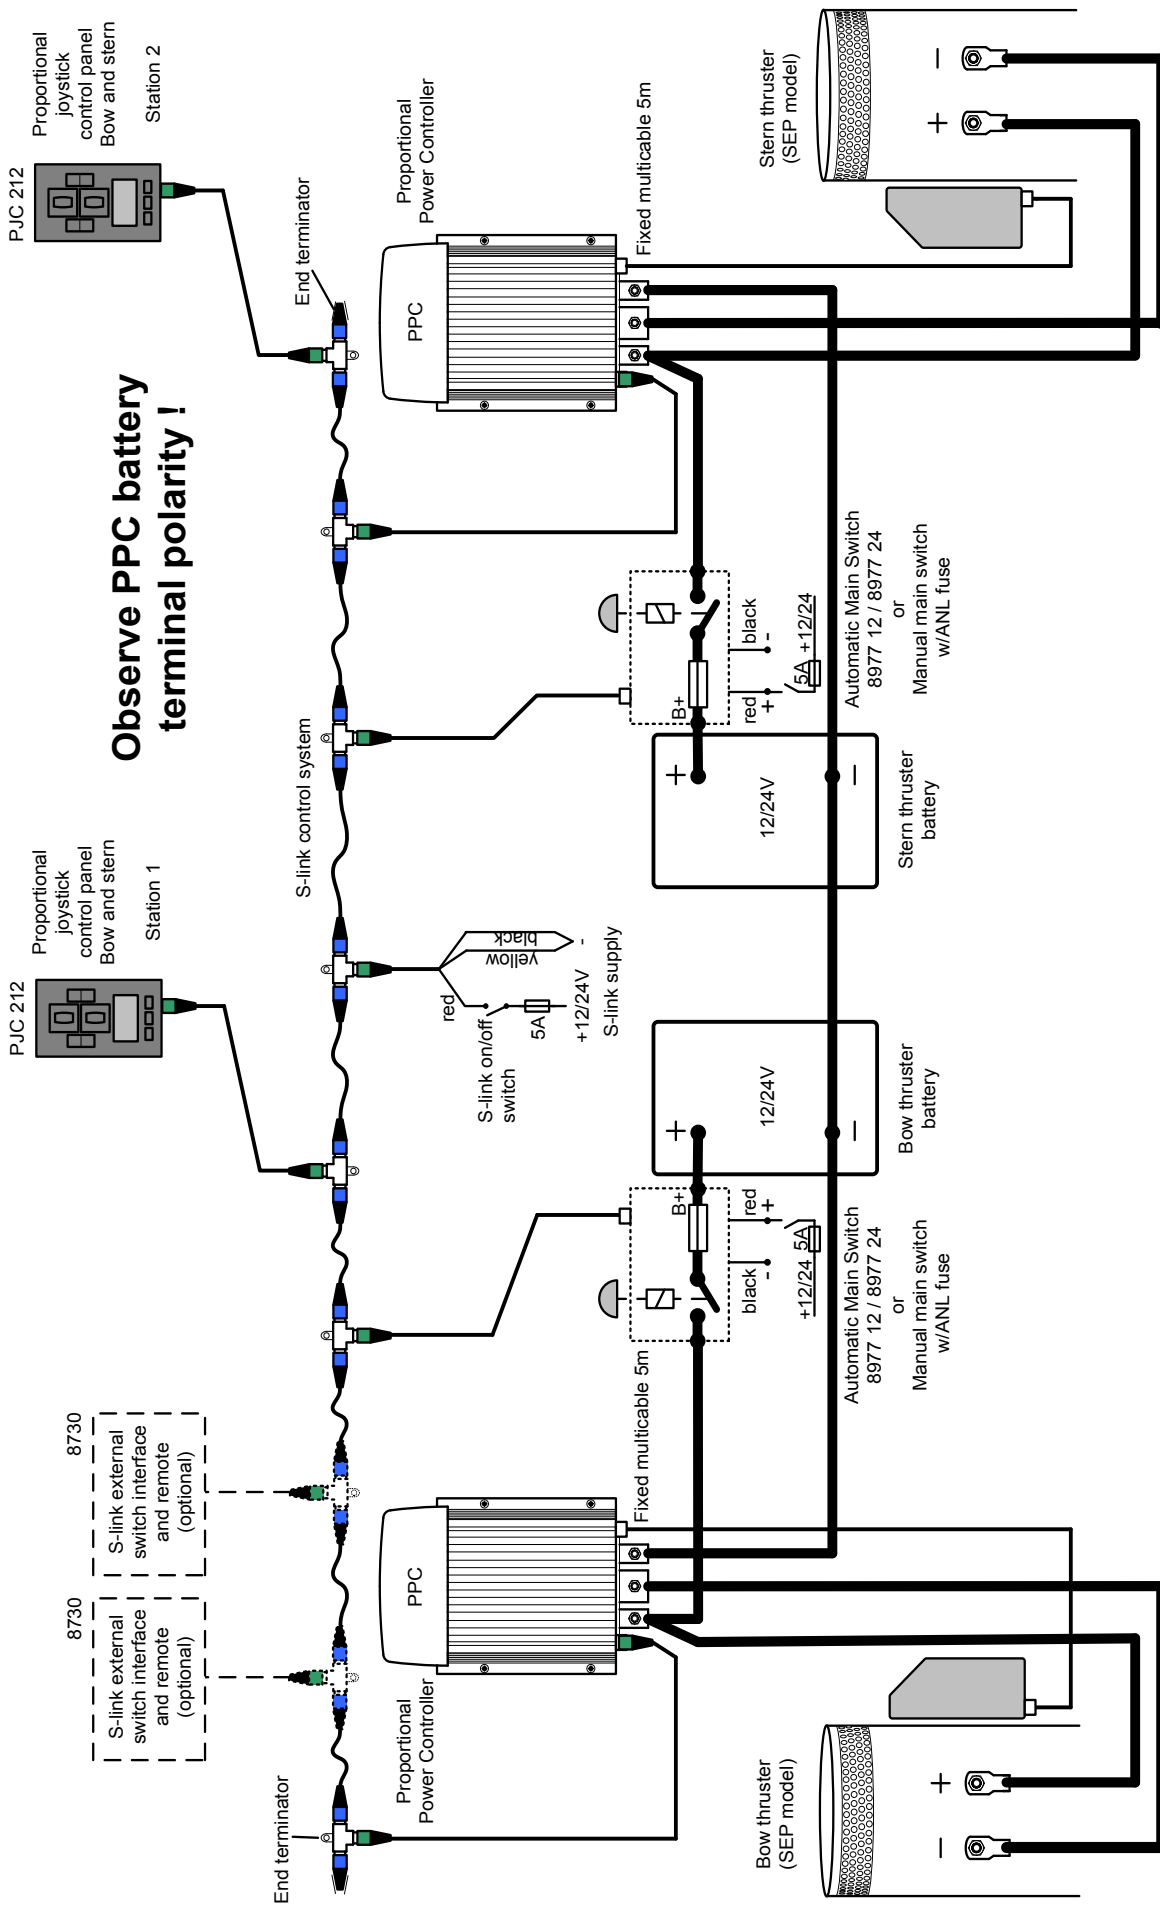 8730
S-link external
switch interface
and remote
(optional)
8730
S-link external
switch interface
and remote
(optional)
PJC 212
Proportional
joystick
control panel
Bow and stern
Station 1
PJC 212
Proportional
joystick
control panel
Bow and stern
Station 2
Observe PPC battery
terminal polarity !
End terminator
S-link control system
End terminator
Proportional
Power Controller
PPC
Fixed multicable 5m
red
yellow
black
S-link on/off
switch
5A
+12/24V
-
S-link supply
Proportional
Power Controller
PPC
Fixed multicable 5m
B+
black
-
red
+
+12/24
5A
Automatic Main Switch
8977 12 / 8977 24
or
Manual main switch
w/ANL fuse
+
12/24V
-
Bow thruster
battery
+
12/24V
-
Stern thruster
battery
B+
red
+
black
-
5A
+12/24
Automatic Main Switch
8977 12 / 8977 24
or
Manual main switch
w/ANL fuse
Bow thruster
(SEP model)
-
+
Stern thruster
(SEP model)
+
-